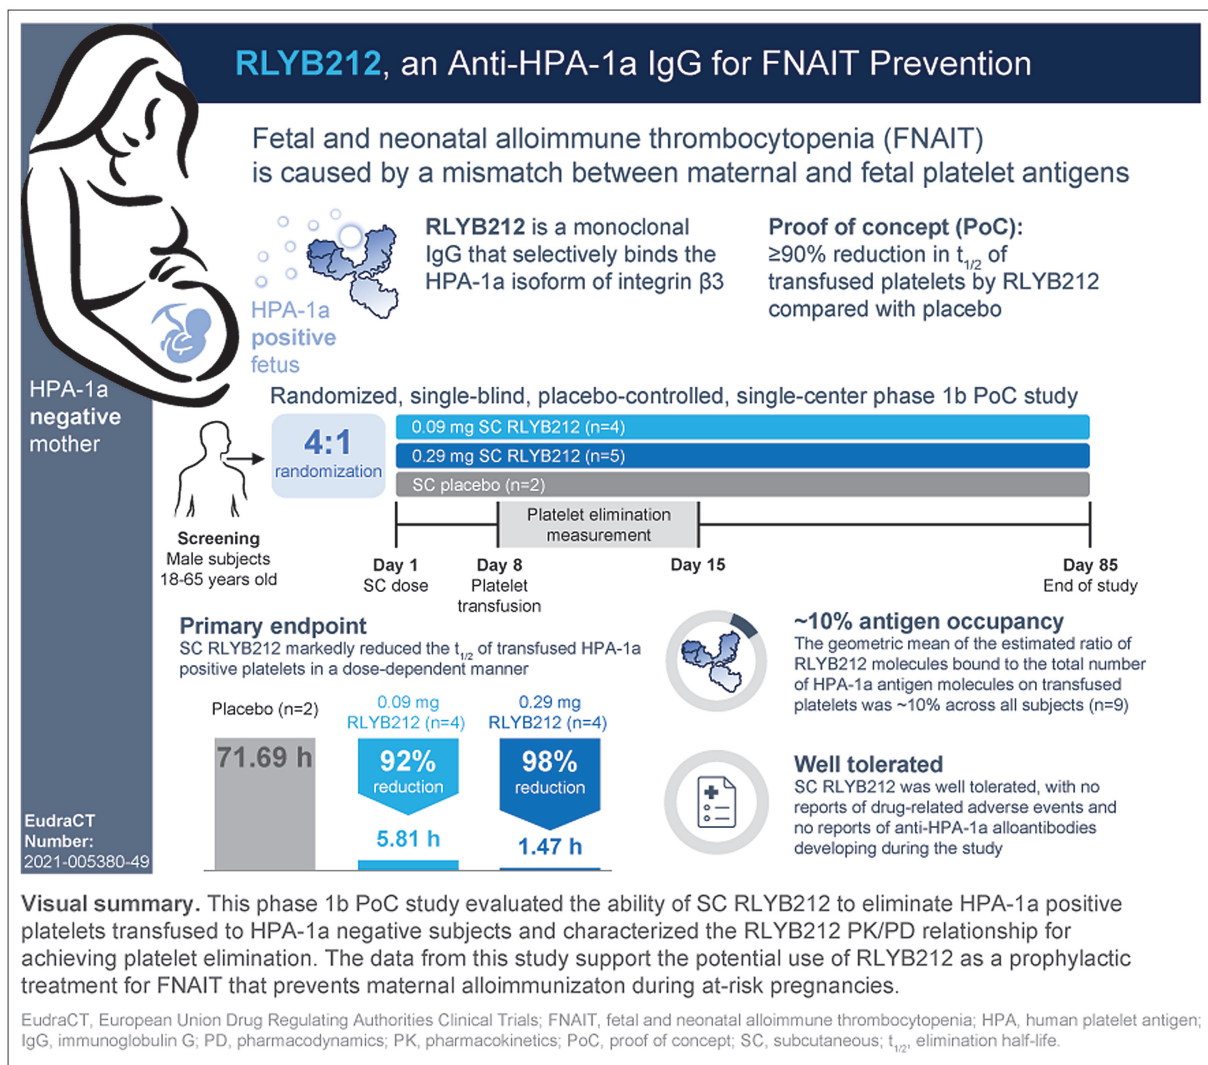 RLYB212, an Anti-HPA-1a IgG for FNAIT Prevention
Fetal and neonatal alloimmune thrombocytopenia (FNAIT)
is caused by a mismatch between maternal and fetal platelet antigens
RLYB212 is a monoclonal
IgG that selectively binds the
HPA-1a isoform of integrin β3
Proof of concept (PoC):
≥90% reduction in t1/2 of
transfused platelets by RLYB212
compared with placebo
HPA-1a
positive
fetus
HPA-1a
negative
mother
Randomized, single-blind, placebo-controlled, single-center phase 1b PoC study
4:1
randomization
0.09 mg SC RLYB212 (n=4)
0.29 mg SC RLYB212 (n=5)
SC placebo (n=2)
Platelet elimination
measurement
Screening
Male subjects
18-65 years old
Day 1
SC dose
Day 8
Platelet
transfusion
Day 15
Day 85
End of study
Primary endpoint
SC RLYB212 markedly reduced the t1/2 of transfused HPA-1a
positive platelets in a dose-dependent manner
Placebo (n=2)
0.09 mg
RLYB212 (n=4)
0.29 mg
RLYB212 (n=4)
71.69 h
92%
reduction
5.81 h
98%
reduction
1.47 h
~10% antigen occupancy
The geometric mean of the estimated ratio of
RLYB212 molecules bound to the total number
of HPA-1a antigen molecules on transfused
platelets was ~10% across all subjects (n=9)
Well tolerated
SC RLYB212 was well tolerated, with no
reports of drug-related adverse events and
no reports of anti-HPA-1a alloantibodies
developing during the study
EudraCT
Number:
2021-005380-49
Visual summary. This phase 1b PoC study evaluated the ability of SC RLYB212 to eliminate HPA-1a positive
platelets transfused to HPA-1a negative subjects and characterized the RLYB212 PK/PD relationship for
achieving platelet elimination. The data from this study support the potential use of RLYB212 as a prophylactic
treatment for FNAIT that prevents maternal alloimmunizaton during at-risk pregnancies.
EudraCT, European Union Drug Regulating Authorities Clinical Trials; FNAIT, fetal and neonatal alloimmune thrombocytopenia; HPA, human platelet antigen;
IgG, immunoglobulin G; PD, pharmacodynamics; PK, pharmacokinetics; PoC, proof of concept; SC, subcutaneous; t1/2, elimination half-life.